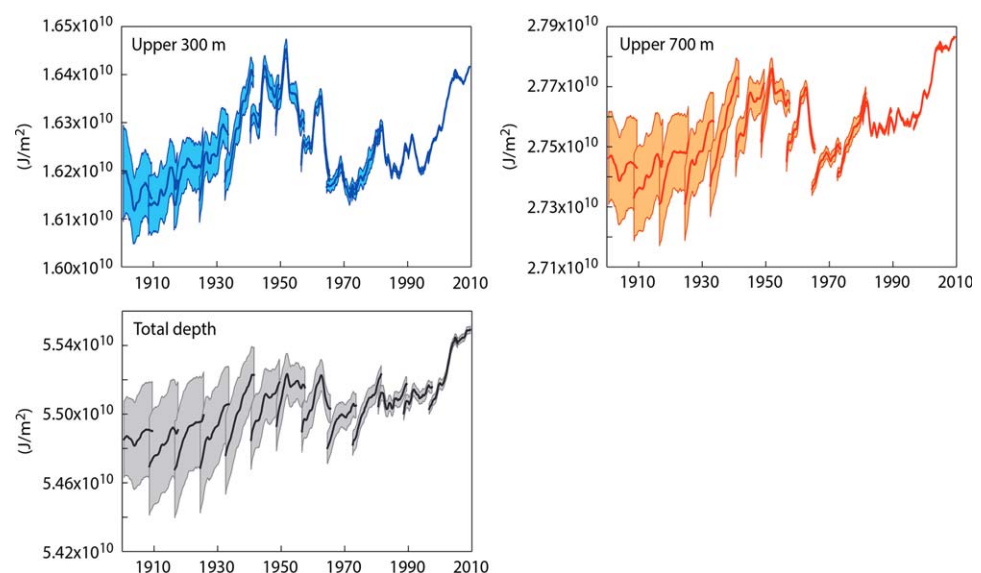 Upper 300 m
1.65x10¹⁰
1.64x10¹⁰
1.63x10¹⁰
1.62x10¹⁰
1.61x10¹⁰
1.60x10¹⁰
(J/m²)
1910 1930 1950 1970 1990 2010
Upper 700 m
2.79x10¹⁰
2.77x10¹⁰
2.75x10¹⁰
2.73x10¹⁰
2.71x10¹⁰
(J/m²)
1910 1930 1950 1970 1990 2010
Total depth
5.54x10¹⁰
5.50x10¹⁰
5.46x10¹⁰
5.42x10¹⁰
(J/m²)
1910 1930 1950 1970 1990 2010